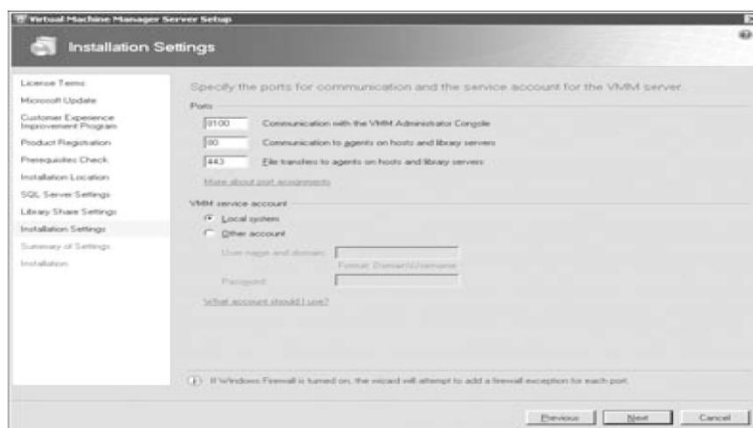 Virtual Machine Manager Server Setup
Installation Settings
License Terms
Microsoft Update
Customer Experience
Improvement Program
Product Registration
Prerequisites Check
Installation Location
SQL Server Settings
Library Share Settings
Installation Settings
Summary of Settings
Installation
Specify the ports for communication and the service account for the VMM server.
Ports
8100 Communication with the VMM Administrator Console
80 Communication to agents on hosts and library servers
443 File transfers to agents on hosts and library servers
More about port assignments
VMM service account
Local system
Other account
User name and domain:
Format: Domain\Username
Password:
What account should I use?
If Windows Firewall is turned on, the wizard will attempt to add a firewall exception for each port.
Previous Next Cancel